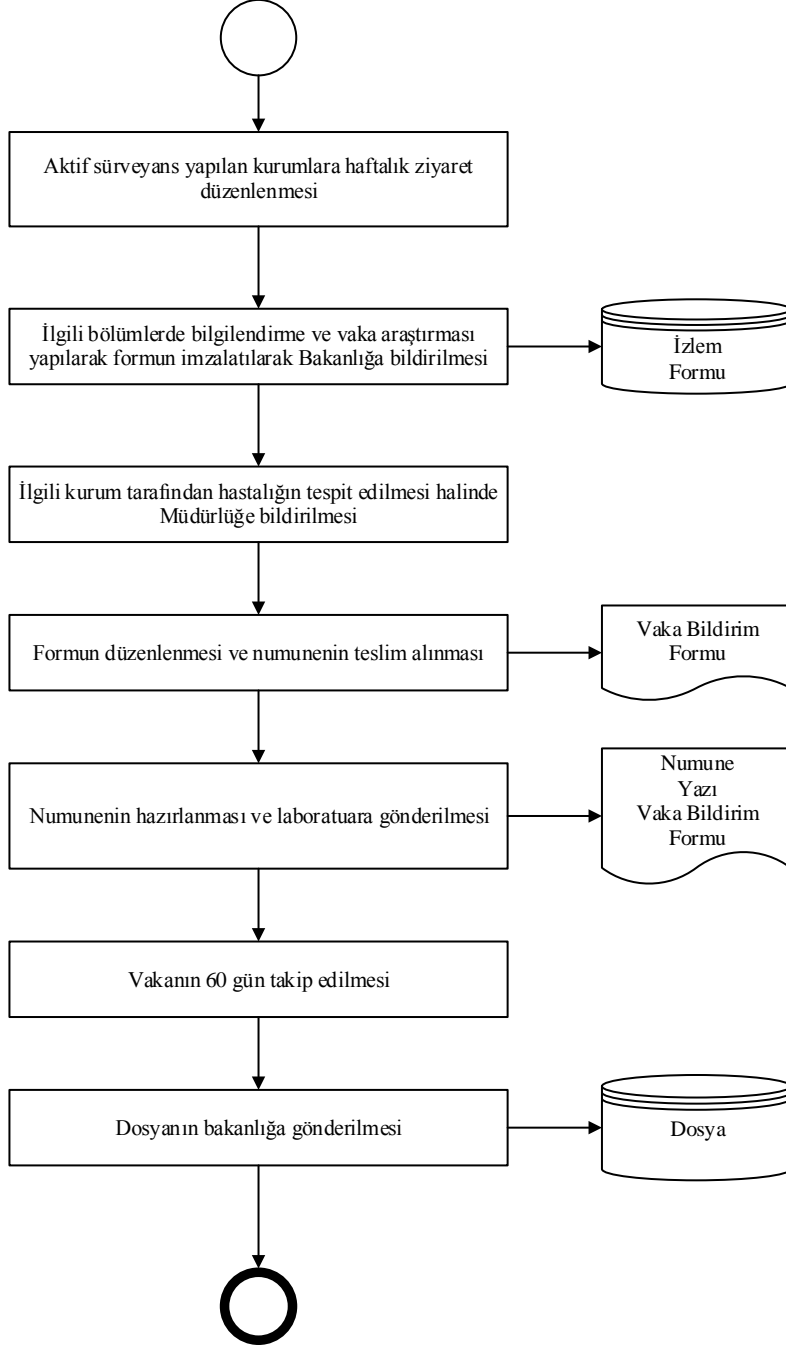 Aktif sürveyans yapılan kurumlara haftalık ziyaret
düzenlenmesi
İlgili bölümlerde bilgilendirme ve vaka araştırması
yapılarak formun imzalatılarak Bakanlığa bildirilmesi
İzlem
Formu
İlgili kurum tarafından hastalığın tespit edilmesi halinde
Müdürlüğe bildirilmesi
Formun düzenlenmesi ve numunenin teslim alınması
Vaka Bildirim
Formu
Numunenin hazırlanması ve laboratuara gönderilmesi
Numune
Yazı
Vaka Bildirim
Formu
Vakanın 60 gün takip edilmesi
Dosyanın bakanlığa gönderilmesi
Dosya